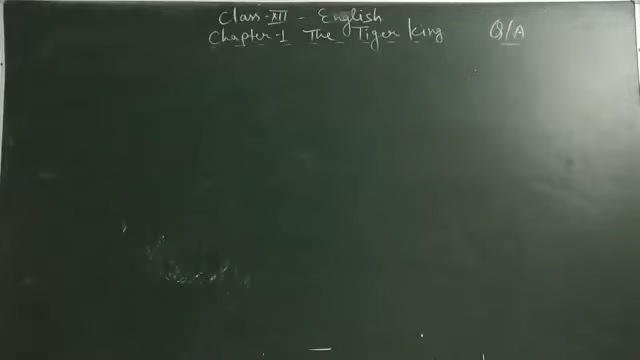 Class-XII - English
Chapter-1 The Tiger King Q/A